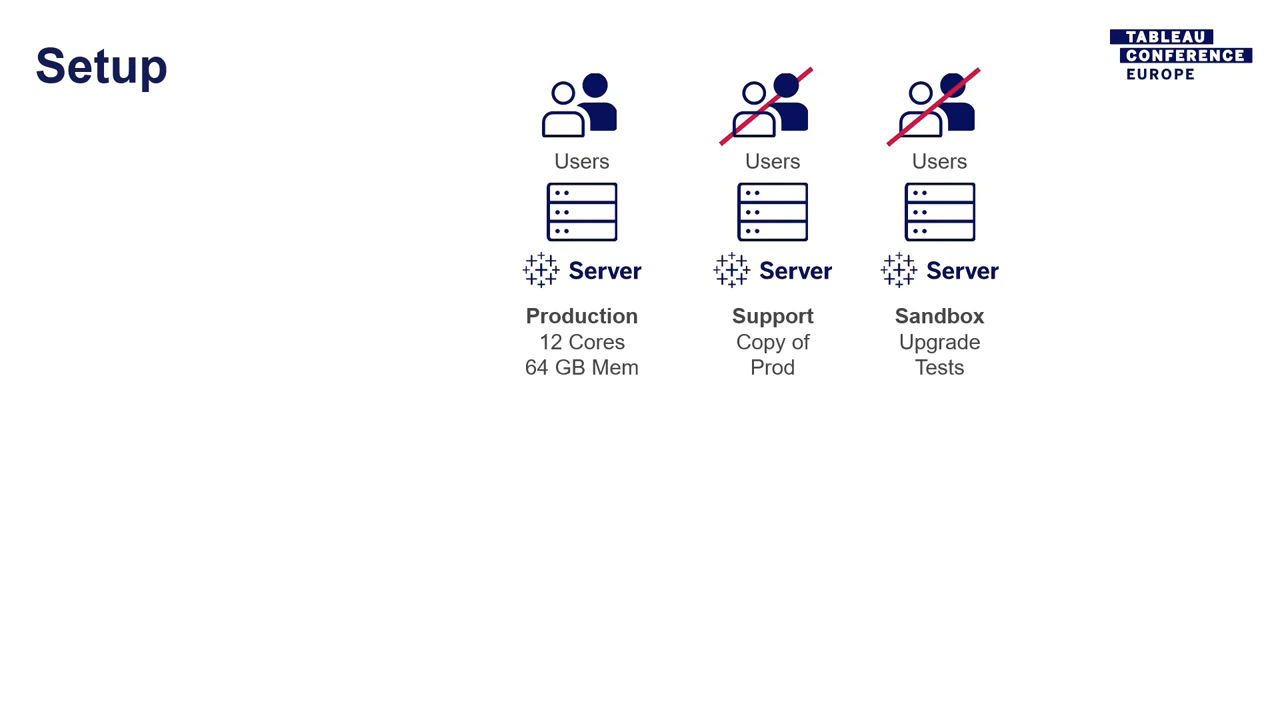 Setup
TABLEAU
CONFERENCE
EUROPE
Users
Users
Users
Server
Server
Server
Production
12 Cores
64 GB Mem
Support
Copy of
Prod
Sandbox
Upgrade
Tests